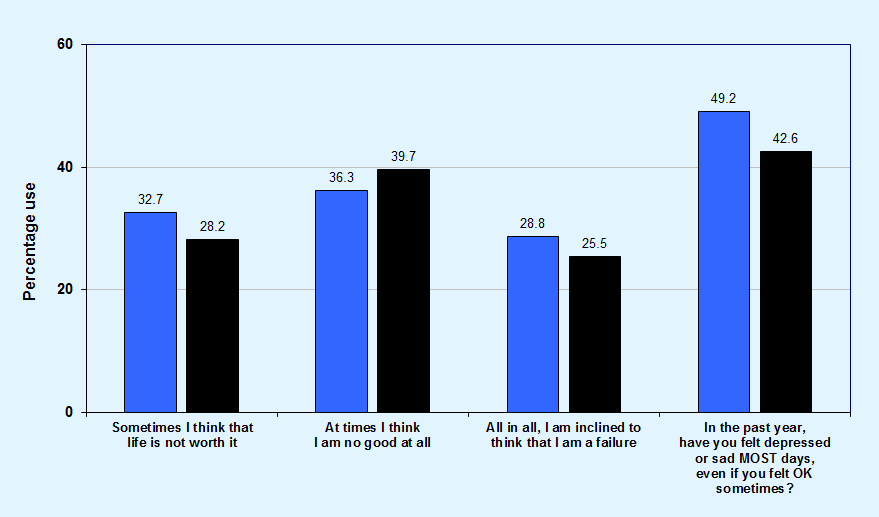 60
40
20
0
Percentage use
32.7
28.2
36.3
39.7
28.8
25.5
49.2
42.6
Sometimes I think that
life is not worth it
At times I think
I am no good at all
All in all, I am inclined to
think that I am a failure
In the past year,
have you felt depressed
or sad MOST days,
even if you felt OK
sometimes?